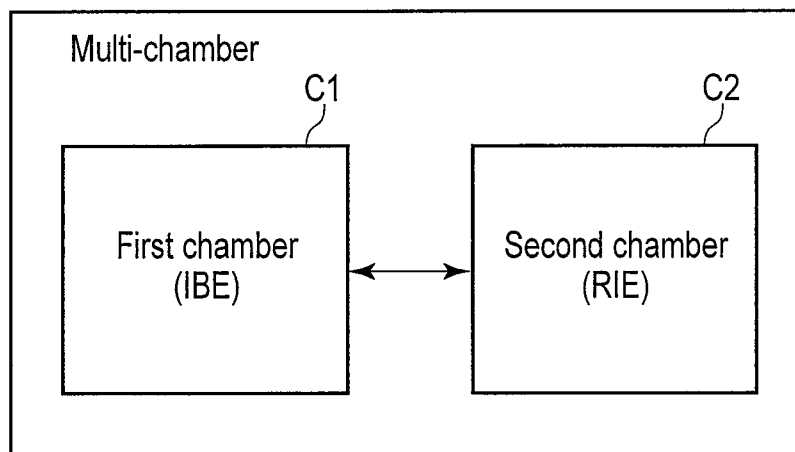 Multi-chamber
C1
C2
First chamber
(IBE)
Second chamber
(RIE)